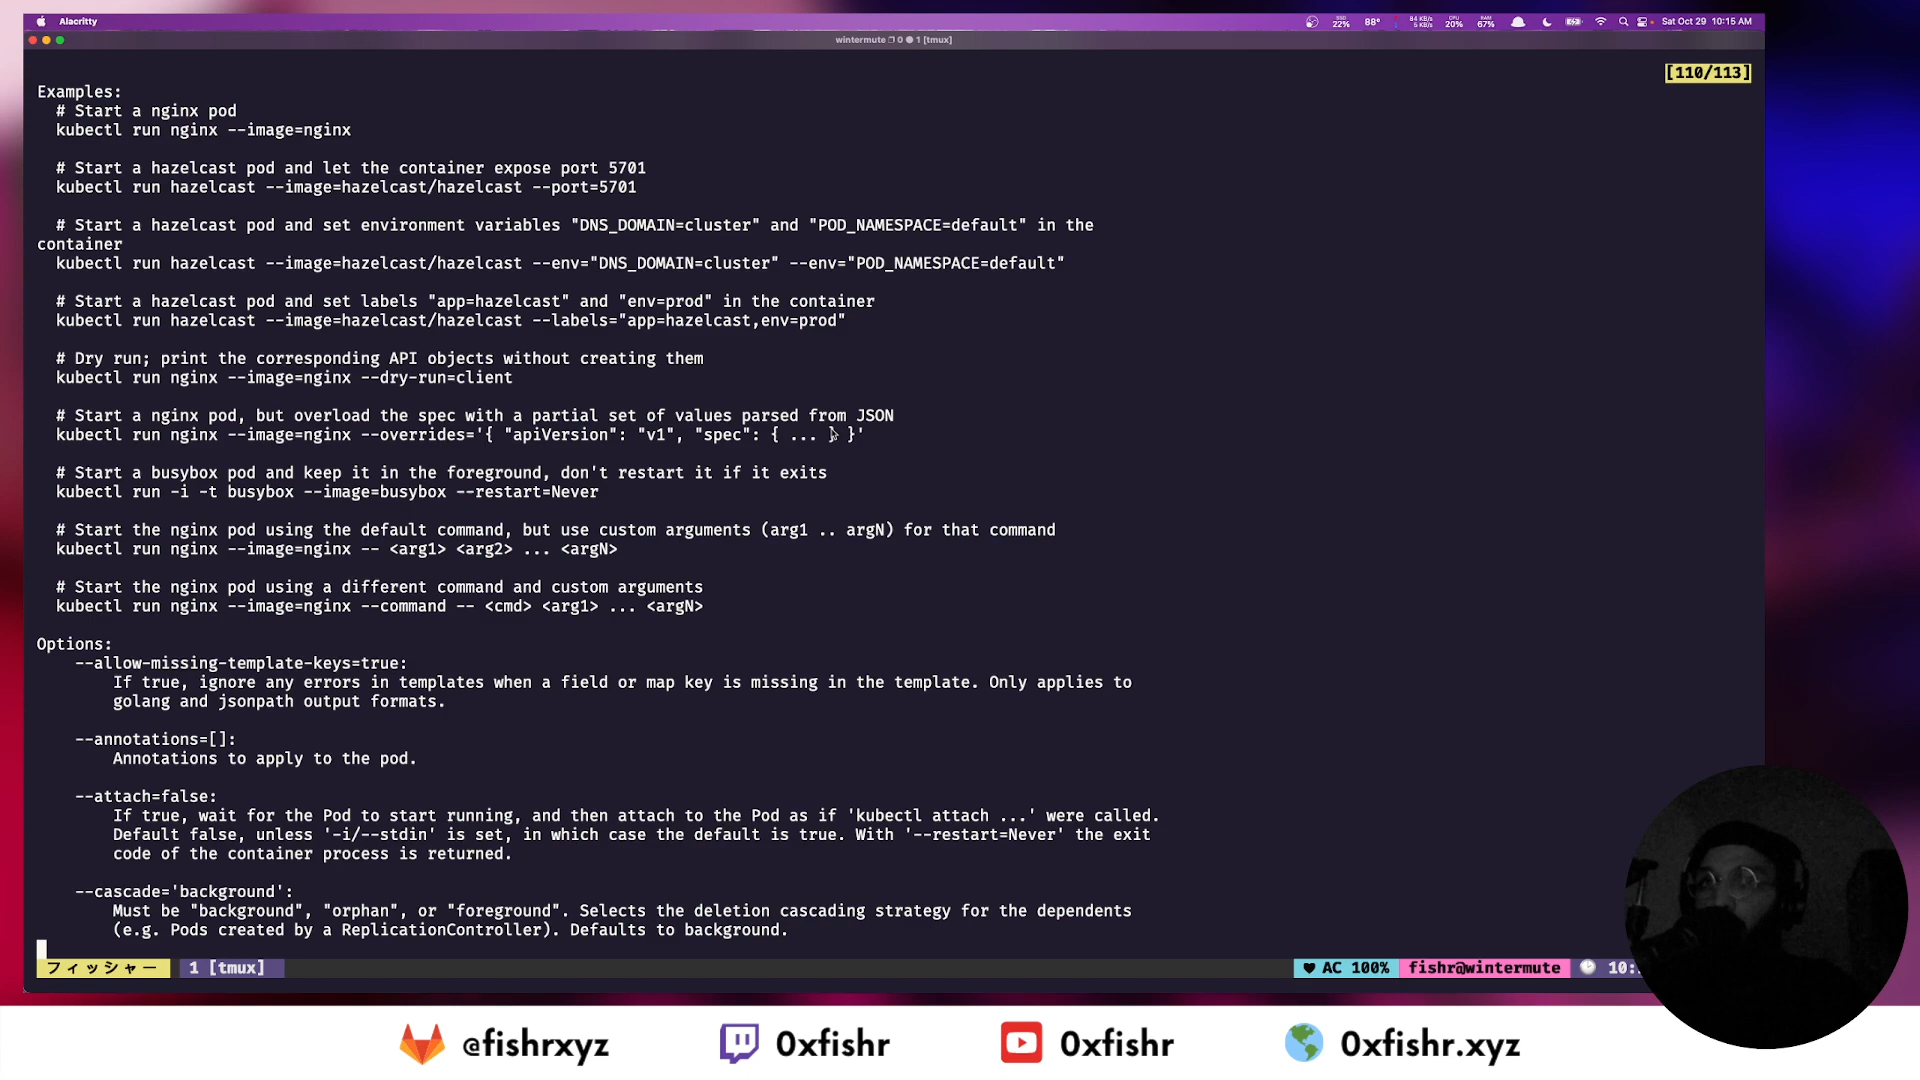 Alacritty
SSD 22%
88°
84 KB/s
5 KB/s
CPU 20%
RAM 67%
Sat Oct 29 10:15 AM
wintermute 0 1 [tmux]
[110/113]
Examples:
# Start a nginx pod
kubectl run nginx --image=nginx
# Start a hazelcast pod and let the container expose port 5701
kubectl run hazelcast --image=hazelcast/hazelcast --port=5701
# Start a hazelcast pod and set environment variables "DNS_DOMAIN=cluster" and "POD_NAMESPACE=default" in the
container
kubectl run hazelcast --image=hazelcast/hazelcast --env="DNS_DOMAIN=cluster" --env="POD_NAMESPACE=default"
# Start a hazelcast pod and set labels "app=hazelcast" and "env=prod" in the container
kubectl run hazelcast --image=hazelcast/hazelcast --labels="app=hazelcast,env=prod"
# Dry run; print the corresponding API objects without creating them
kubectl run nginx --image=nginx --dry-run=client
# Start a nginx pod, but overload the spec with a partial set of values parsed from JSON
kubectl run nginx --image=nginx --overrides='{ "apiVersion": "v1", "spec": { ... } }'
# Start a busybox pod and keep it in the foreground, don't restart it if it exits
kubectl run -i -t busybox --image=busybox --restart=Never
# Start the nginx pod using the default command, but use custom arguments (arg1 .. argN) for that command
kubectl run nginx --image=nginx -- <arg1> <arg2> ... <argN>
# Start the nginx pod using a different command and custom arguments
kubectl run nginx --image=nginx --command -- <cmd> <arg1> ... <argN>
Options:
--allow-missing-template-keys=true:
If true, ignore any errors in templates when a field or map key is missing in the template. Only applies to
golang and jsonpath output formats.
--annotations=[]:
Annotations to apply to the pod.
--attach=false:
If true, wait for the Pod to start running, and then attach to the Pod as if 'kubectl attach ...' were called.
Default false, unless '-i/--stdin' is set, in which case the default is true. With '--restart=Never' the exit
code of the container process is returned.
--cascade='background':
Must be "background", "orphan", or "foreground". Selects the deletion cascading strategy for the dependents
(e.g. Pods created by a ReplicationController). Defaults to background.
フィッシャー 1 [tmux] ♥ AC 100% fishr@wintermute 10:
@fishrxyz 0xfishr 0xfishr 0xfishr.xyz